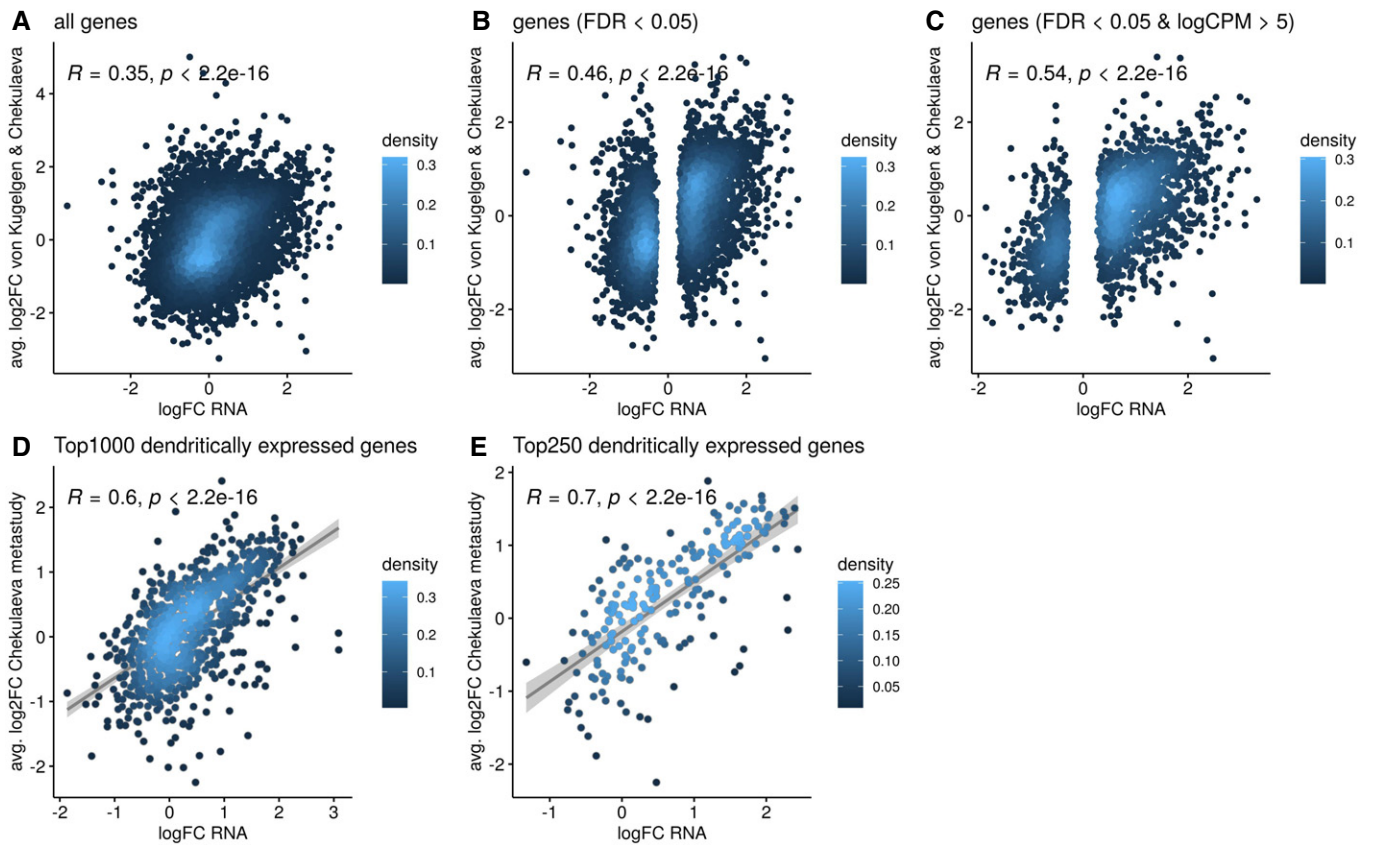 A all genes
avg. log2FC von Kugelgen & Chekulaeva
R = 0.35, p < 2.2e-16
4
2
0
-2
-2 0 2
logFC RNA
density
0.3
0.2
0.1
B genes (FDR < 0.05)
avg. log2FC von Kugelgen & Chekulaeva
R = 0.46, p < 2.2e-16
2
0
-2
-2 0 2
logFC RNA
density
0.3
0.2
0.1
C genes (FDR < 0.05 & logCPM > 5)
avg. log2FC von Kugelgen & Chekulaeva
R = 0.54, p < 2.2e-16
2
0
-2
-2 0 2
logFC RNA
density
0.3
0.2
0.1
D Top1000 dendritically expressed genes
avg. log2FC Chekulaeva metastudy
R = 0.6, p < 2.2e-16
2
1
0
-1
-2
-2 -1 0 1 2 3
logFC RNA
density
0.3
0.2
0.1
E Top250 dendritically expressed genes
avg. log2FC Chekulaeva metastudy
R = 0.7, p < 2.2e-16
2
1
0
-1
-2
-1 0 1 2
logFC RNA
density
0.25
0.20
0.15
0.10
0.05